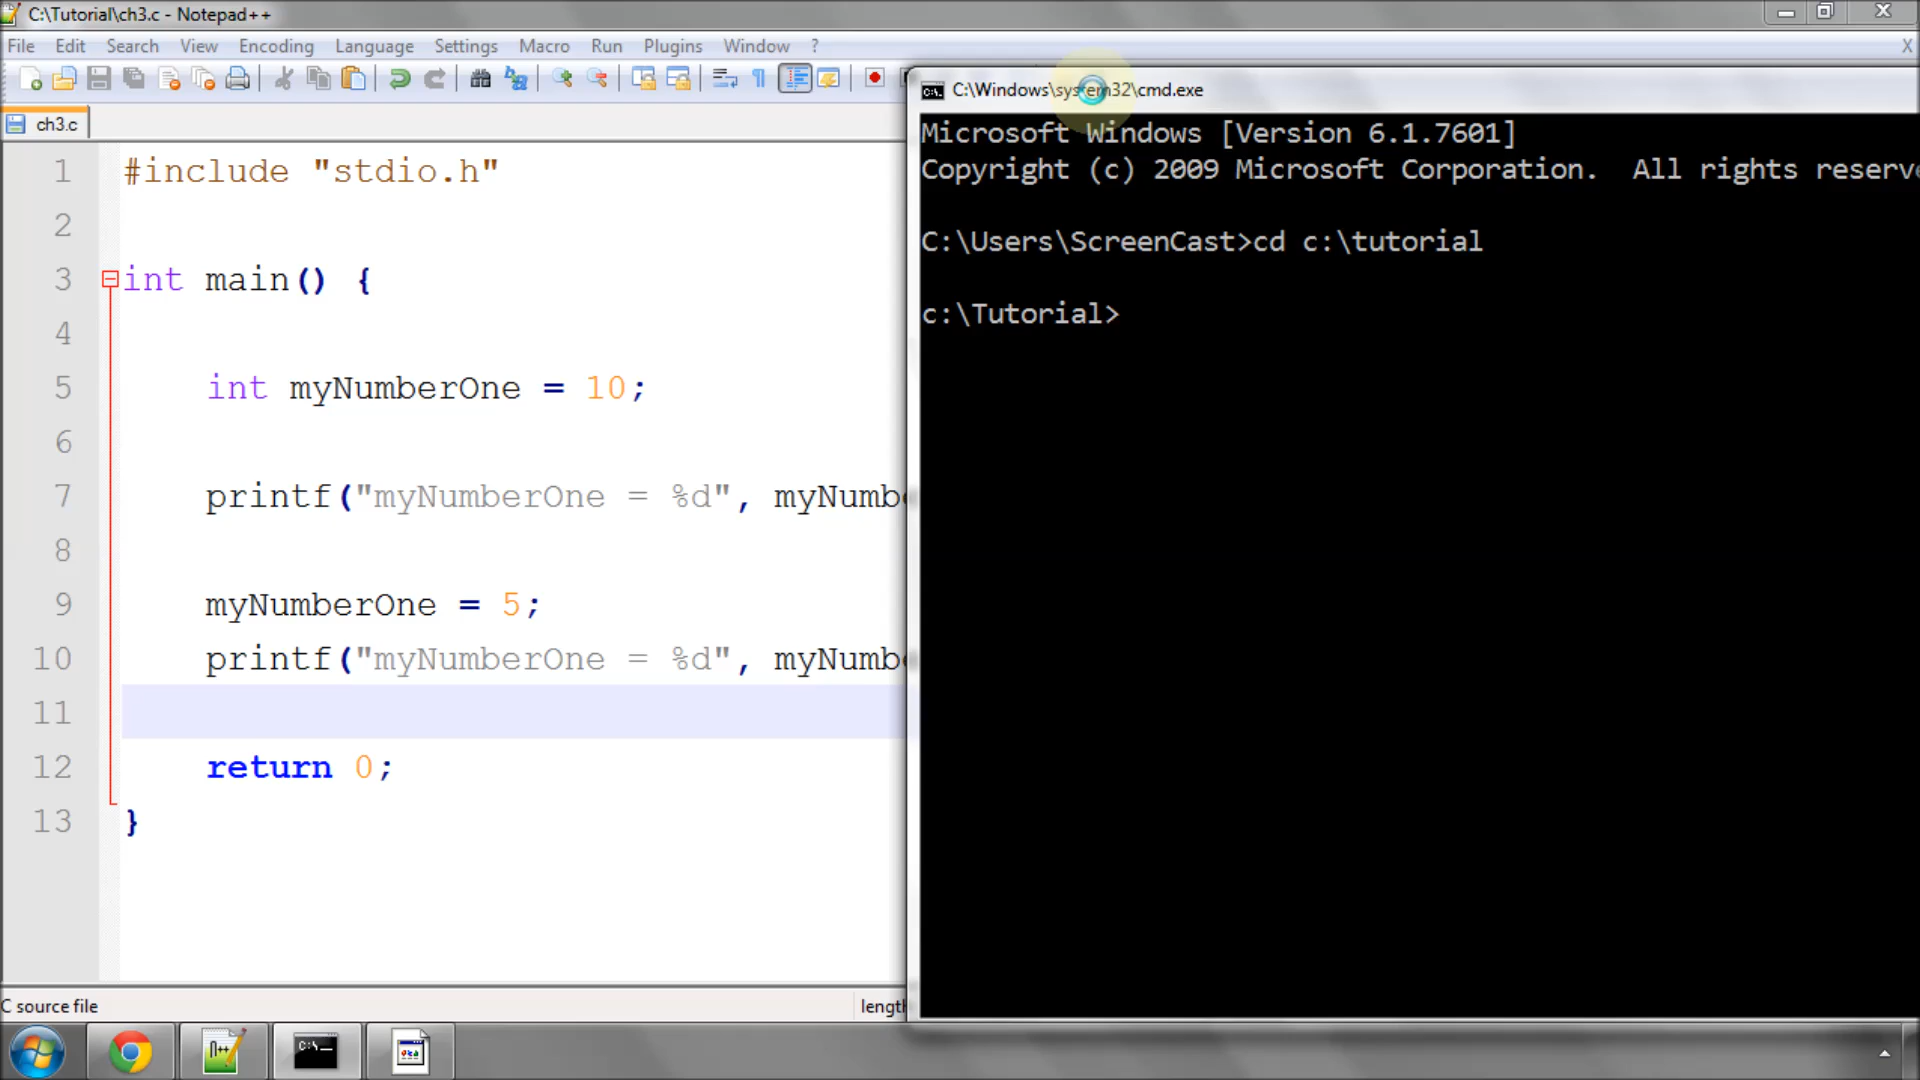 C:\Tutorial\ch3.c - Notepad++
File Edit Search View Encoding Language Settings Macro Run Plugins Window ? X
ch3.c
1 #include "stdio.h"
2
3 int main() {
4
5 int myNumberOne = 10;
6
7 printf("myNumberOne = %d", myNumb
8
9 myNumberOne = 5;
10 printf("myNumberOne = %d", myNumb
11
12 return 0;
13 }
C source file
length
C:\Windows\system32\cmd.exe
Microsoft Windows [Version 6.1.7601]
Copyright (c) 2009 Microsoft Corporation. All rights reserve
C:\Users\ScreenCast>cd c:\tutorial
c:\Tutorial>